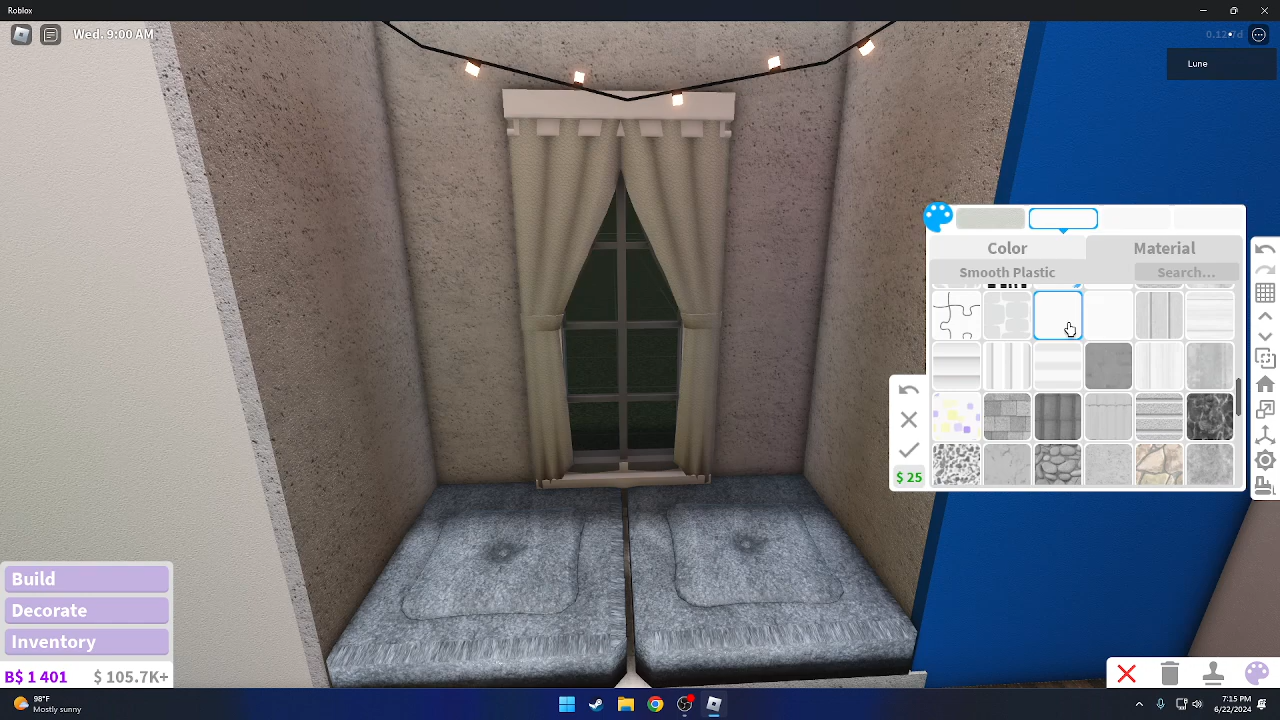 Roblox
Wed. 9:00 AM
Lune
Color
Material
Smooth Plastic
Search...
$ 25
Build
Decorate
Inventory
B$ 1 401
$ 105.7K+
98°F
Mostly sunny
7:15 PM
6/22/2024